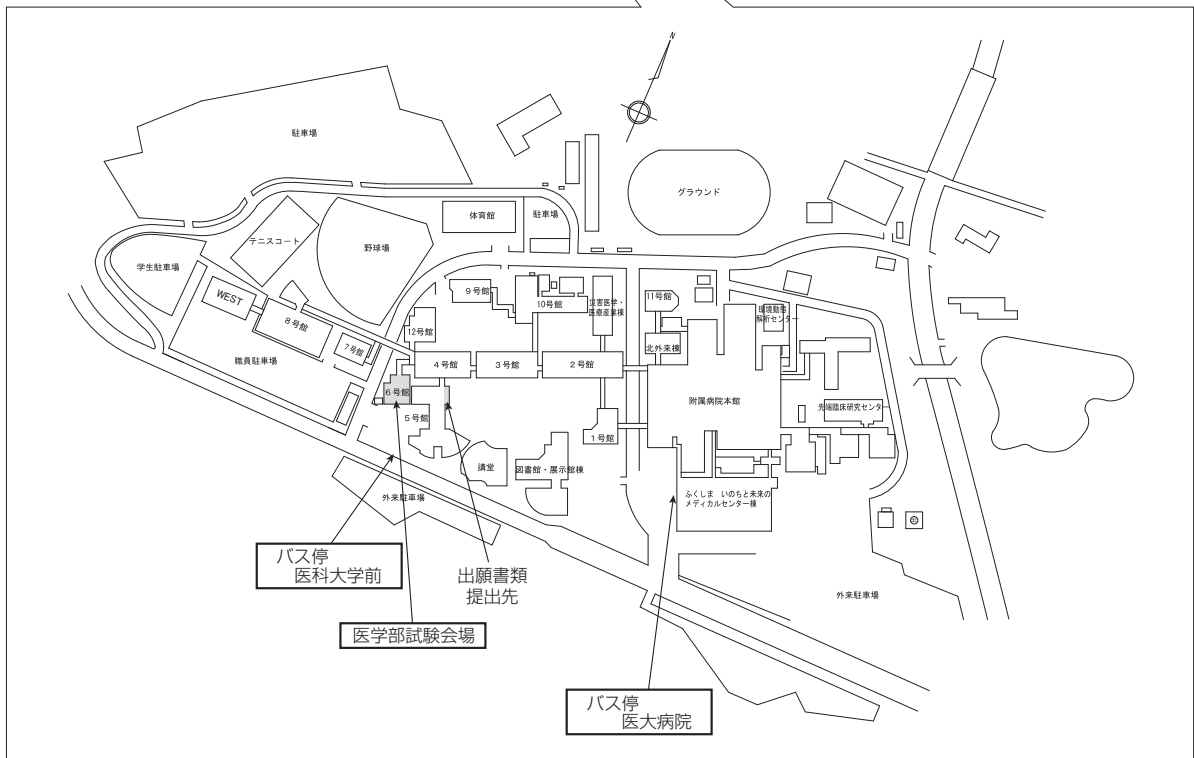 N
駐車場
グラウンド
体育館
駐車場
テニスコート
野球場
学生駐車場
WEST
8号館
7号館
職員駐車場
9号館
10号館
災害医学・
医療産業棟
11号館
環境動態
解析センター
12号館
北外来棟
4号館
3号館
2号館
6号館
5号館
附属病院本館
先端臨床研究センター
1号館
講堂
図書館・展示館棟
外来駐車場
ふくしま いのちと未来の
メディカルセンター棟
外来駐車場
バス停
医科大学前
出願書類
提出先
医学部試験会場
バス停
医大病院